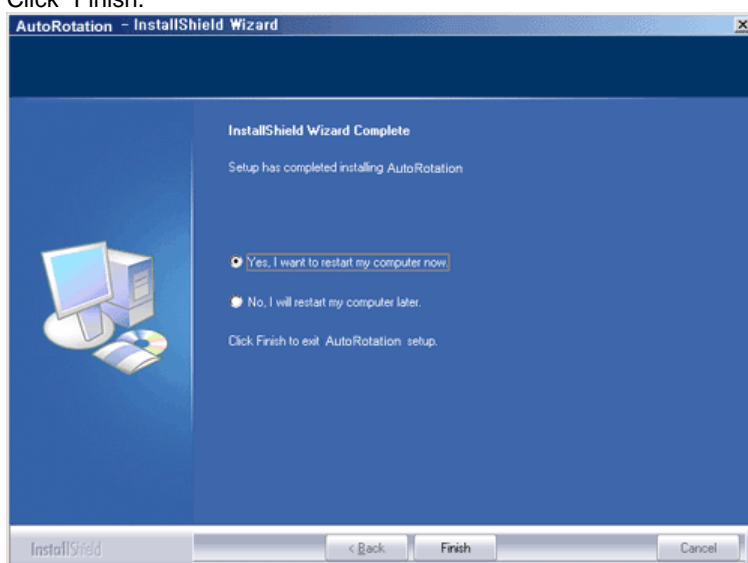 Click "Finish."
AutoRotation - InstallShield Wizard
InstallShield Wizard Complete
Setup has completed installing AutoRotation
Yes, I want to restart my computer now.
No, I will restart my computer later.
Click Finish to exit AutoRotation setup.
InstallShield
< Back
Finish
Cancel